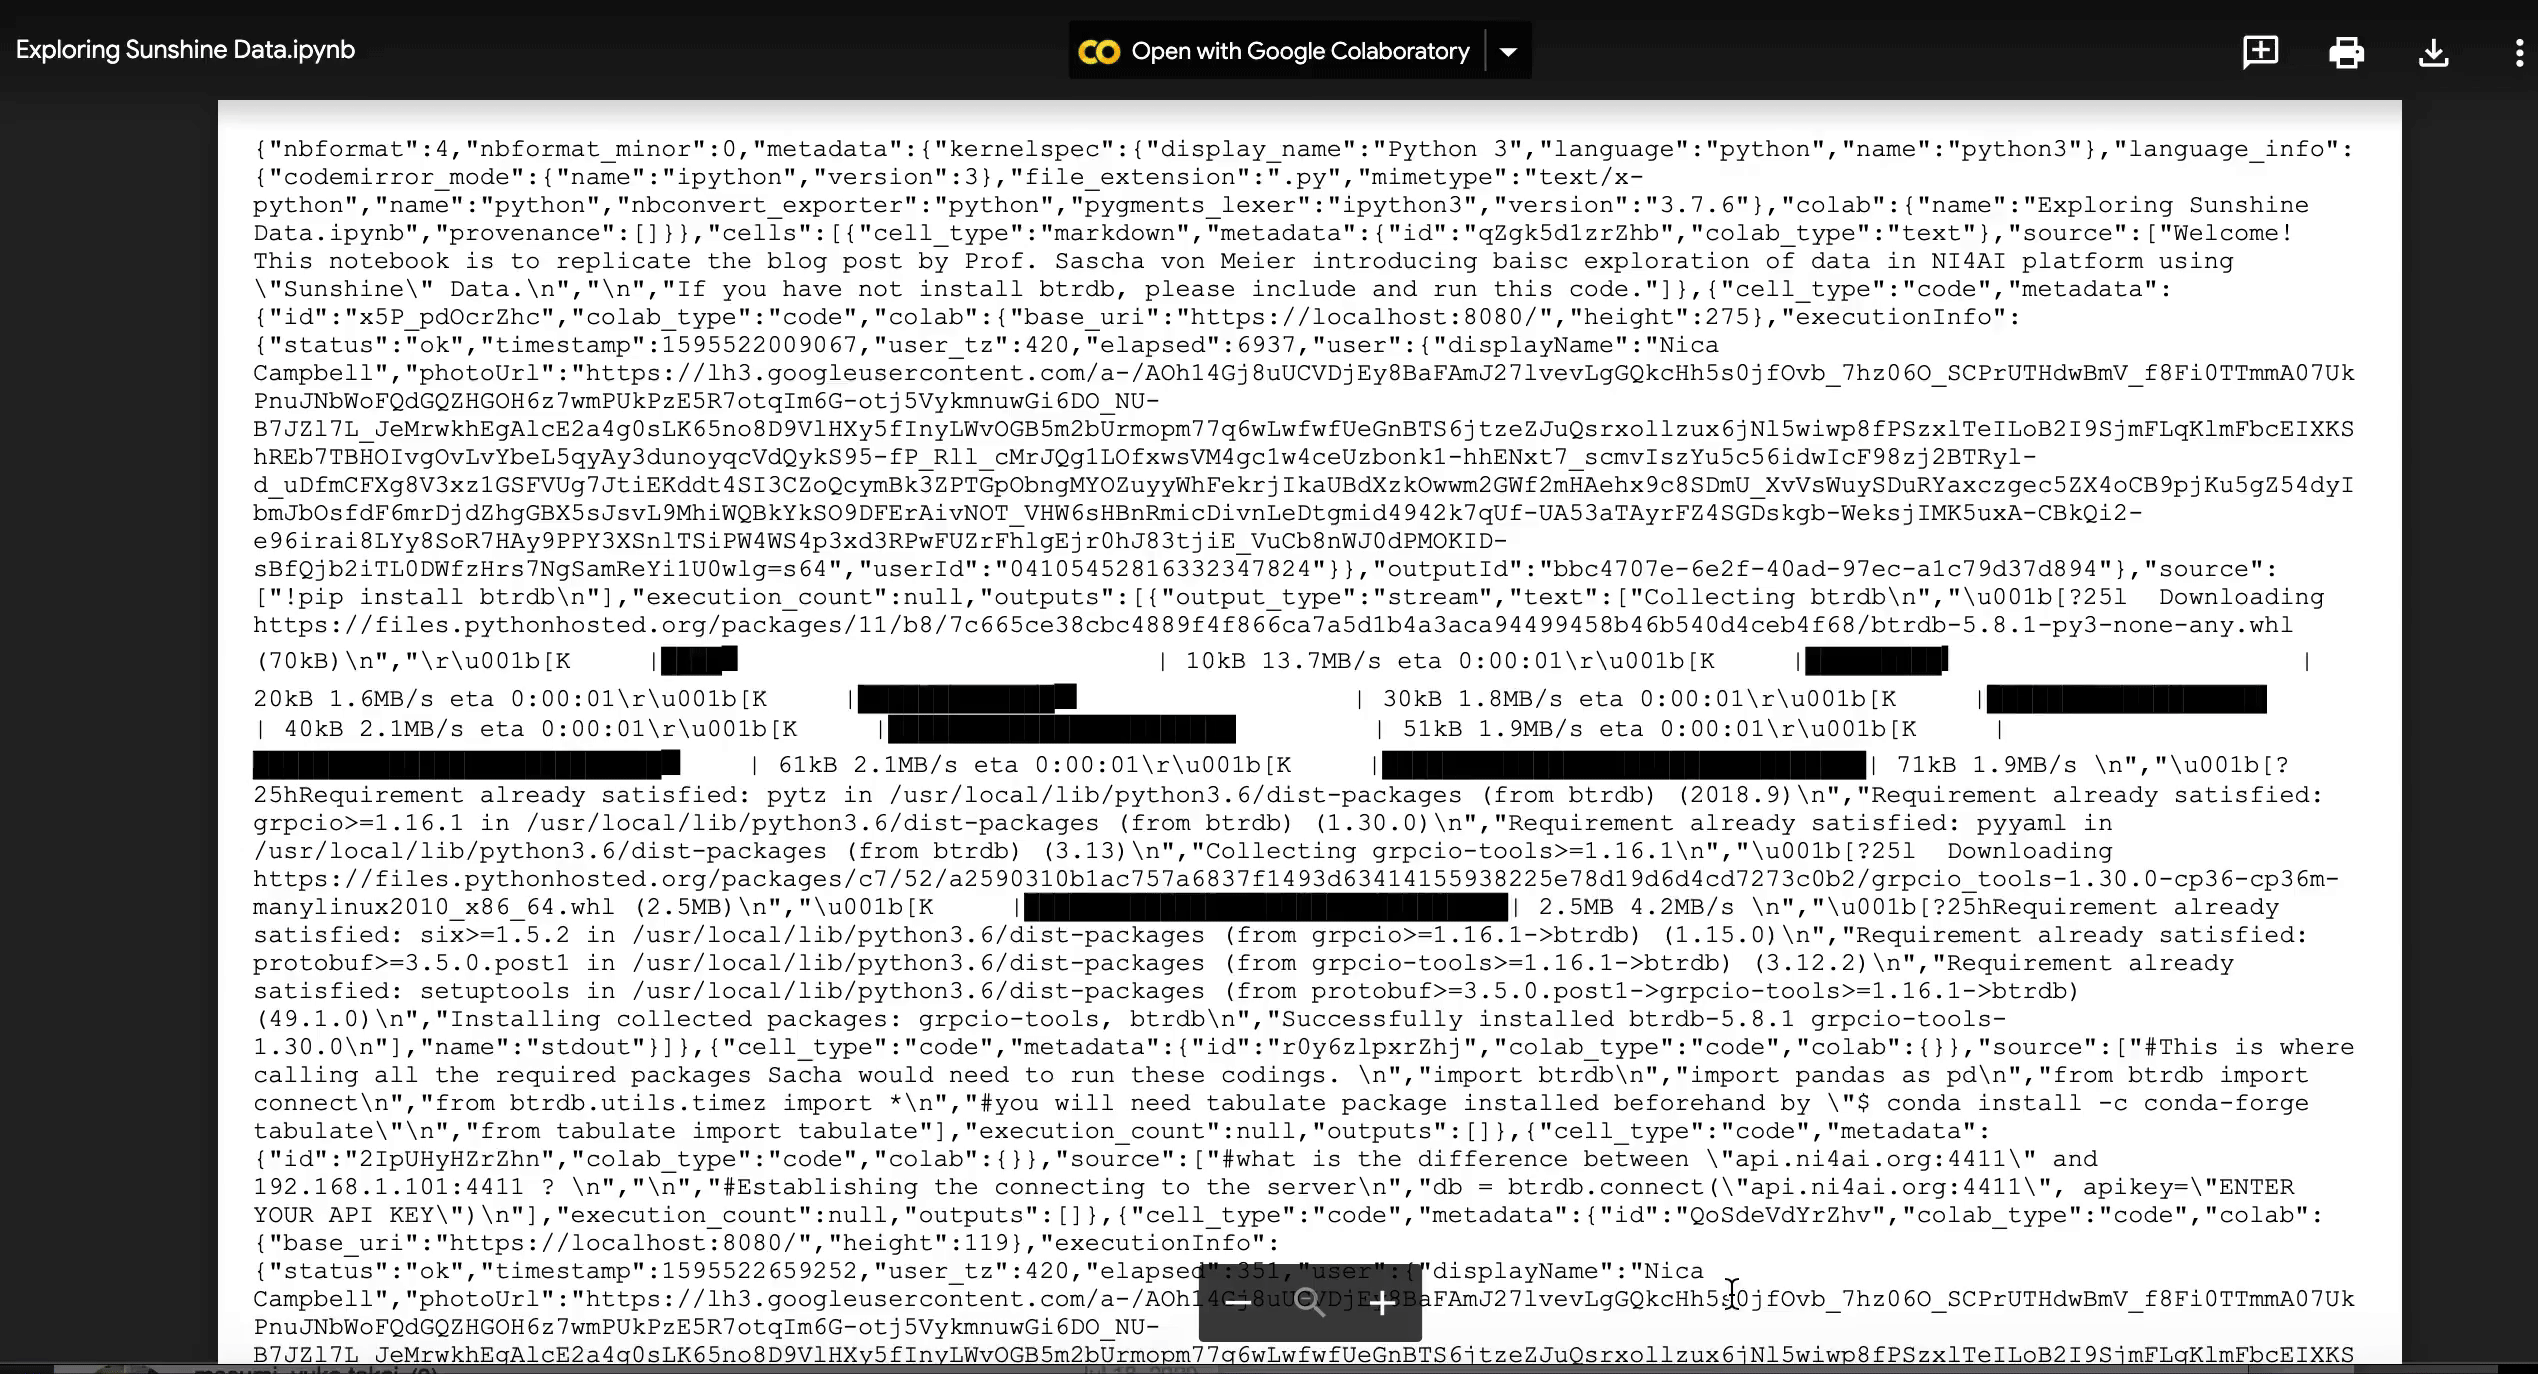 Exploring Sunshine Data.ipynb
Open with Google Colaboratory
{"nbformat":4,"nbformat_minor":0,"metadata":{"kernelspec":{"display_name":"Python 3","language":"python","name":"python3"},"language_info":
{"codemirror_mode":{"name":"ipython","version":3},"file_extension":".py","mimetype":"text/x-
python","name":"python","nbconvert_exporter":"python","pygments_lexer":"ipython3","version":"3.7.6"},"colab":{"name":"Exploring Sunshine
Data.ipynb","provenance":[]}},"cells":[{"cell_type":"markdown","metadata":{"id":"qZgk5d1zrZhb","colab_type":"text"},"source":["Welcome!
This notebook is to replicate the blog post by Prof. Sascha von Meier introducing baisc exploration of data in NI4AI platform using
\"Sunshine\" Data.\n","\n","If you have not install btrdb, please include and run this code."]},{"cell_type":"code","metadata":
{"id":"x5P_pdOcrZhc","colab_type":"code","colab":{"base_uri":"https://localhost:8080/","height":275},"executionInfo":
{"status":"ok","timestamp":1595522009067,"user_tz":420,"elapsed":6937,"user":{"displayName":"Nica
Campbell","photoUrl":"https://lh3.googleusercontent.com/a-/AOh14Gj8uUCVDjEy8BaFAmJ27lvevLgGQkcHh5s0jfOvb_7hz06O_SCPrUTHdwBmV_f8Fi0TTmmA07Uk
PnuJNbWoFQdGQZHGOH6z7wmPUkPzE5R7otqIm6G-otj5VykmnuwGi6DO_NU-
B7JZl7L_JeMrwkhEgAlcE2a4g0sLK65no8D9VlHXy5fInyLWvOGB5m2bUrmopm77q6wLwfwfUeGnBTS6jtzeZJuQsrxollzux6jNl5wiwp8fPSzxlTeILoB2I9SjmFLqKlmFbcEIXKS
hREb7TBHOIvgOvLvYbeL5qyAy3dunoyqcVdQykS95-fP_Rll_cMrJQg1LOfxwsVM4gc1w4ceUzbonk1-hhENxt7_scmvIszYu5c56idwIcF98zj2BTRyl-
d_uDfmCFXg8V3xz1GSFVUg7JtiEKddt4SI3CZoQcymBk3ZPTGpObngMYOZuyyWhFekrjIkaUBdXzkOwwm2GWf2mHAehx9c8SDmU_XvVsWuySDuRYaxczgec5ZX4oCB9pjKu5gZ54dyI
bmJbOsfdF6mrDjdZhgGBX5sJsvL9MhiWQBkYkSO9DFErAivNOT_VHW6sHBnRmicDivnLeDtgmid4942k7qUf-UA53aTAyrFZ4SGDskgb-WeksjIMK5uxA-CBkQi2-
e96irai8LYy8SoR7HAy9PPY3XSnlTSiPW4WS4p3xd3RPwFUZrFhlgEjr0hJ83tjiE_VuCb8nWJ0dPMOKID-
sBfQjb2iTL0DWfzHrs7NgSamReYi1U0wlg=s64","userId":"04105452816332347824"}},"outputId":"bbc4707e-6e2f-40ad-97ec-a1c79d37d894"},"source":
["!pip install btrdb\n"],"execution_count":null,"outputs":[{"output_type":"stream","text":["Collecting btrdb\n","\u001b[?25l  Downloading
https://files.pythonhosted.org/packages/11/b8/7c665ce38cbc4889f4f866ca7a5d1b4a3aca94499458b46b540d4ceb4f68/btrdb-5.8.1-py3-none-any.whl
(70kB)\n","\r\u001b[K     |████▋                           | 10kB 13.7MB/s eta 0:00:01\r\u001b[K     |█████████▎                      |
20kB 1.6MB/s eta 0:00:01\r\u001b[K     |██████████████                  | 30kB 1.8MB/s eta 0:00:01\r\u001b[K     |██████████████████▋
| 40kB 2.1MB/s eta 0:00:01\r\u001b[K     |███████████████████████         | 51kB 1.9MB/s eta 0:00:01\r\u001b[K     |
████████████████████████████    | 61kB 2.1MB/s eta 0:00:01\r\u001b[K     |████████████████████████████████| 71kB 1.9MB/s \n","\u001b[?
25hRequirement already satisfied: pytz in /usr/local/lib/python3.6/dist-packages (from btrdb) (2018.9)\n","Requirement already satisfied:
grpcio>=1.16.1 in /usr/local/lib/python3.6/dist-packages (from btrdb) (1.30.0)\n","Requirement already satisfied: pyyaml in
/usr/local/lib/python3.6/dist-packages (from btrdb) (3.13)\n","Collecting grpcio-tools>=1.16.1\n","\u001b[?25l  Downloading
https://files.pythonhosted.org/packages/c7/52/a2590310b1ac757a6837f1493d63414155938225e78d19d6d4cd7273c0b2/grpcio_tools-1.30.0-cp36-cp36m-
manylinux2010_x86_64.whl (2.5MB)\n","\u001b[K     |████████████████████████████████| 2.5MB 4.2MB/s \n","\u001b[?25hRequirement already
satisfied: six>=1.5.2 in /usr/local/lib/python3.6/dist-packages (from grpcio>=1.16.1->btrdb) (1.15.0)\n","Requirement already satisfied:
protobuf>=3.5.0.post1 in /usr/local/lib/python3.6/dist-packages (from grpcio-tools>=1.16.1->btrdb) (3.12.2)\n","Requirement already
satisfied: setuptools in /usr/local/lib/python3.6/dist-packages (from protobuf>=3.5.0.post1->grpcio-tools>=1.16.1->btrdb)
(49.1.0)\n","Installing collected packages: grpcio-tools, btrdb\n","Successfully installed btrdb-5.8.1 grpcio-tools-
1.30.0\n"],"name":"stdout"}]},{"cell_type":"code","metadata":{"id":"r0y6zlpxrZhj","colab_type":"code","colab":{}},"source":["#This is where
calling all the required packages Sacha would need to run these codings. \n","import btrdb\n","import pandas as pd\n","from btrdb import
connect\n","from btrdb.utils.timez import *\n","#you will need tabulate package installed beforehand by \"$ conda install -c conda-forge
tabulate\"\n","from tabulate import tabulate"],"execution_count":null,"outputs":[]},{"cell_type":"code","metadata":
{"id":"2IpUHyHZrZhn","colab_type":"code","colab":{}},"source":["#what is the difference between \"api.ni4ai.org:4411\" and
192.168.1.101:4411 ? \n","\n","#Establishing the connecting to the server\n","db = btrdb.connect(\"api.ni4ai.org:4411\", apikey=\"ENTER
YOUR API KEY\")\n"],"execution_count":null,"outputs":[]},{"cell_type":"code","metadata":{"id":"QoSdeVdYrZhv","colab_type":"code","colab":
{"base_uri":"https://localhost:8080/","height":119},"executionInfo":
{"status":"ok","timestamp":1595522659252,"user_tz":420,"elapsed":351,"user":{"displayName":"Nica
Campbell","photoUrl":"https://lh3.googleusercontent.com/a-/AOh14Gj8uUCVDjEy8BaFAmJ27lvevLgGQkcHh5s0jfOvb_7hz06O_SCPrUTHdwBmV_f8Fi0TTmmA07Uk
PnuJNbWoFQdGQZHGOH6z7wmPUkPzE5R7otqIm6G-otj5VykmnuwGi6DO_NU-
B7JZl7L_JeMrwkhEgAlcE2a4g0sLK65no8D9VlHXy5fInyLWvOGB5m2bUrmopm77q6wLwfwfUeGnBTS6jtzeZJuQsrxollzux6jNl5wiwp8fPSzxlTeILoB2I9SjmFLqKlmFbcEIXKS